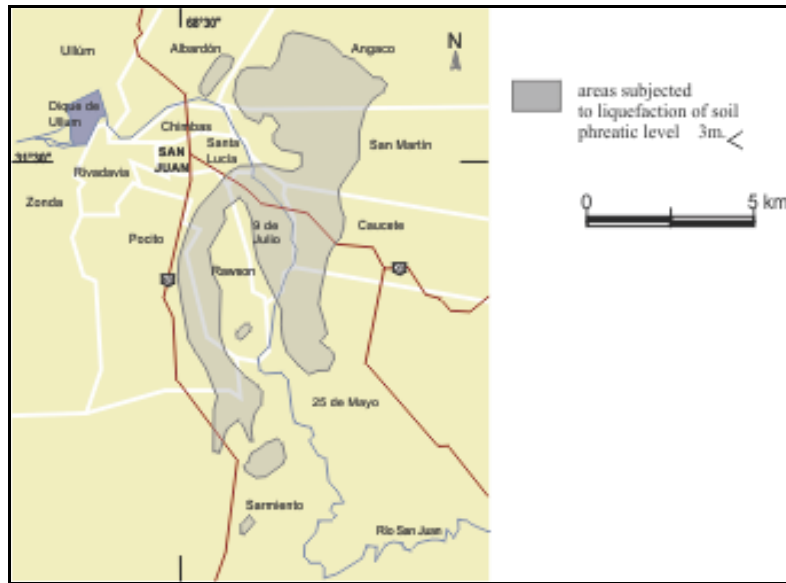 68°30"
Ullúm
Albardón
Angaco
N
Dique de
Ullum
Chimbas
SAN
JUAN
Santa
Lucía
San Martín
31°30"
Rivadavia
Zonda
Pocito
9 de
Julio
Caucete
Rawson
25 de Mayo
Sarmiento
Río San Juan
areas subjected
to liquefaction of soil
phreatic level 3m. <
0 5 km